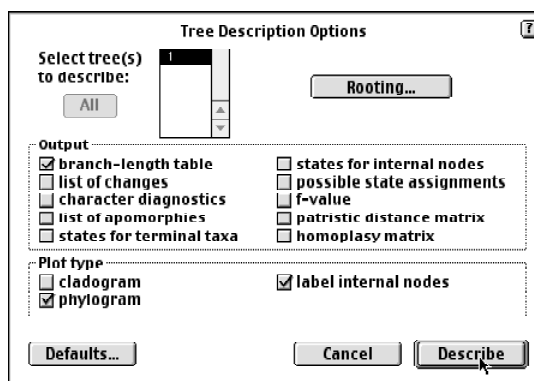 Tree Description Options
?
Select tree(s)
to describe:
1
All
Rooting...
Output
branch-length table
list of changes
character diagnostics
list of apomorphies
states for terminal taxa
states for internal nodes
possible state assignments
f-value
patristic distance matrix
homoplasy matrix
Plot type
cladogram
phylogram
label internal nodes
Defaults...
Cancel
Describe